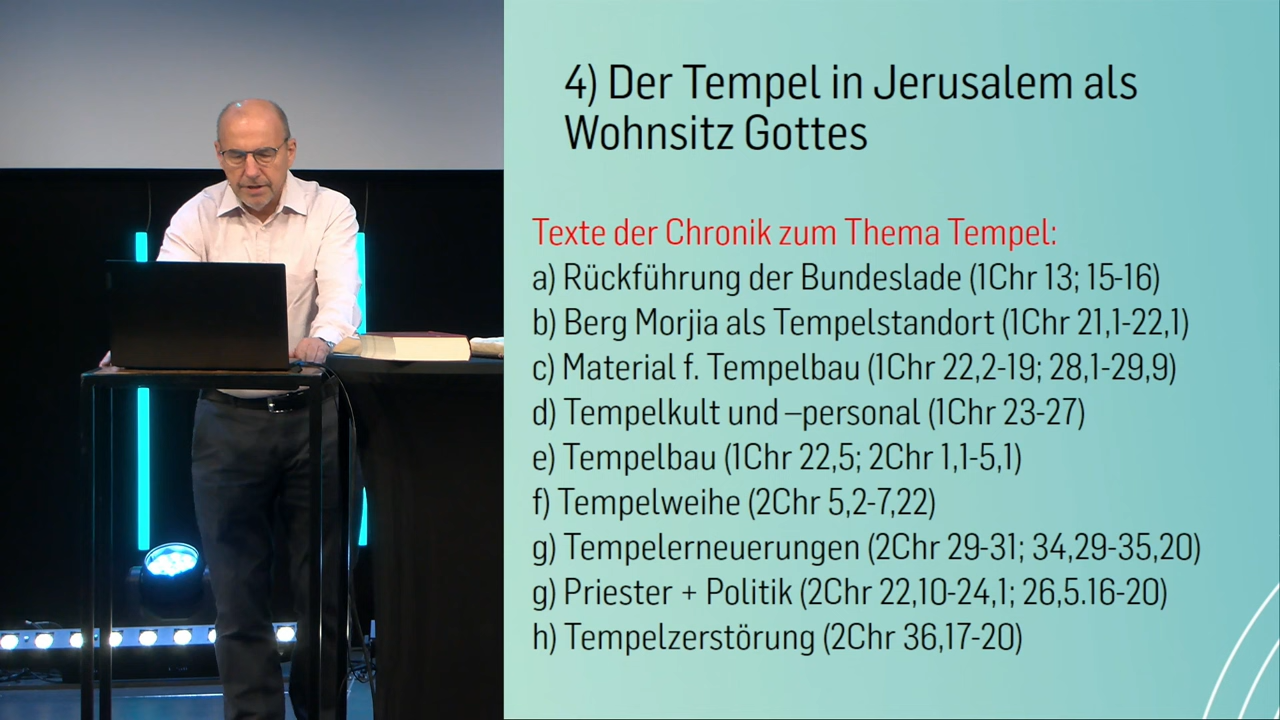 4) Der Tempel in Jerusalem als
Wohnsitz Gottes
Texte der Chronik zum Thema Tempel:
a) Rückführung der Bundeslade (1Chr 13; 15-16)
b) Berg Morjia als Tempelstandort (1Chr 21,1-22,1)
c) Material f. Tempelbau (1Chr 22,2-19; 28,1-29,9)
d) Tempelkult und –personal (1Chr 23-27)
e) Tempelbau (1Chr 22,5; 2Chr 1,1-5,1)
f) Tempelweihe (2Chr 5,2-7,22)
g) Tempelerneuerungen (2Chr 29-31; 34,29-35,20)
g) Priester + Politik (2Chr 22,10-24,1; 26,5.16-20)
h) Tempelzerstörung (2Chr 36,17-20)